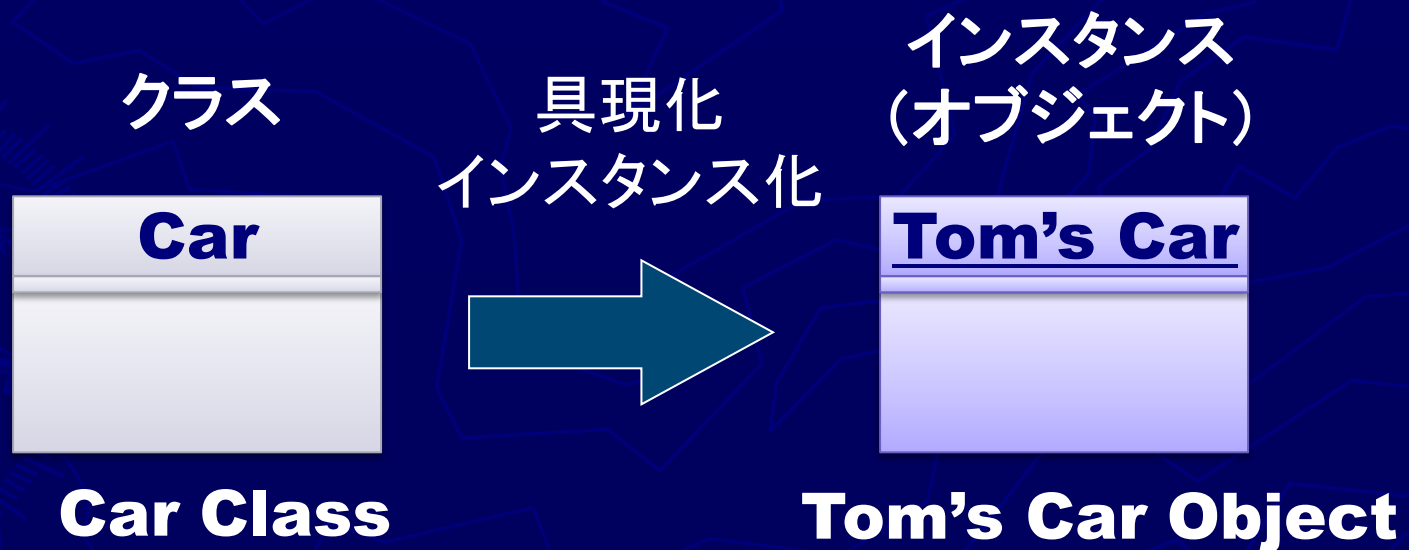 クラス
Car
Car Class
具現化
インスタンス化
インスタンス
（オブジェクト）
Tom’s Car
Tom’s Car Object